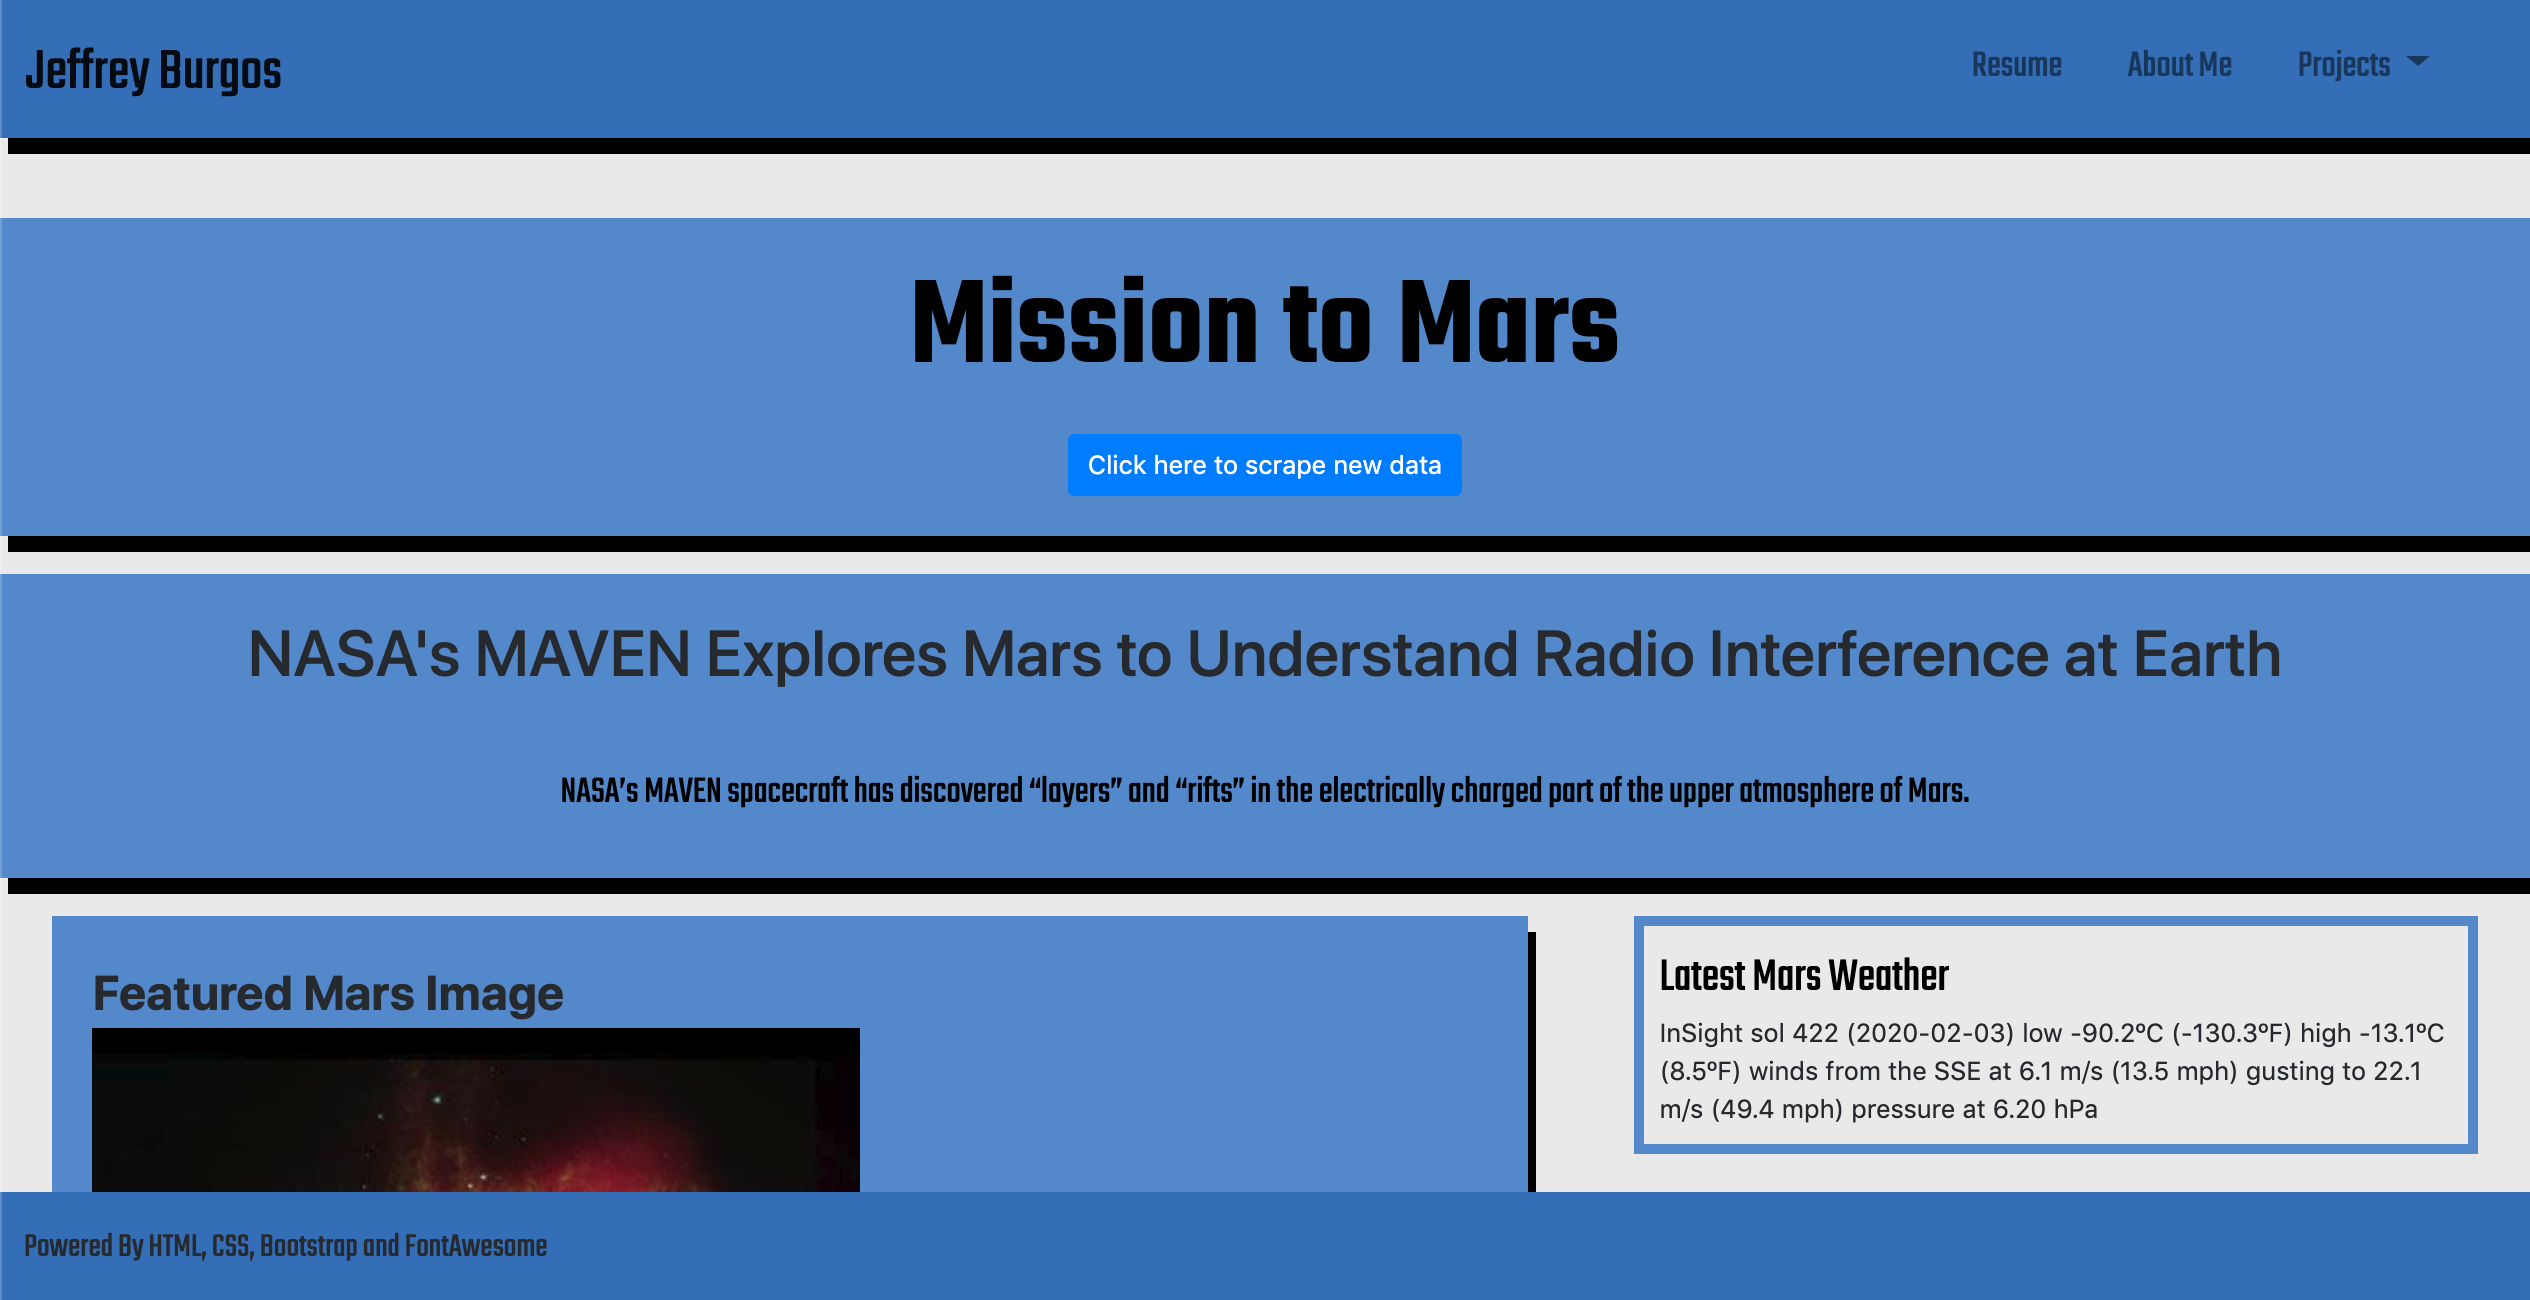 Jeffrey Burgos
Resume
About Me
Projects
Mission to Mars
Click here to scrape new data
NASA's MAVEN Explores Mars to Understand Radio Interference at Earth
NASA’s MAVEN spacecraft has discovered “layers” and “rifts” in the electrically charged part of the upper atmosphere of Mars.
Featured Mars Image
Latest Mars Weather
InSight sol 422 (2020-02-03) low -90.2ºC (-130.3ºF) high -13.1ºC
(8.5ºF) winds from the SSE at 6.1 m/s (13.5 mph) gusting to 22.1
m/s (49.4 mph) pressure at 6.20 hPa
Powered By HTML, CSS, Bootstrap and FontAwesome